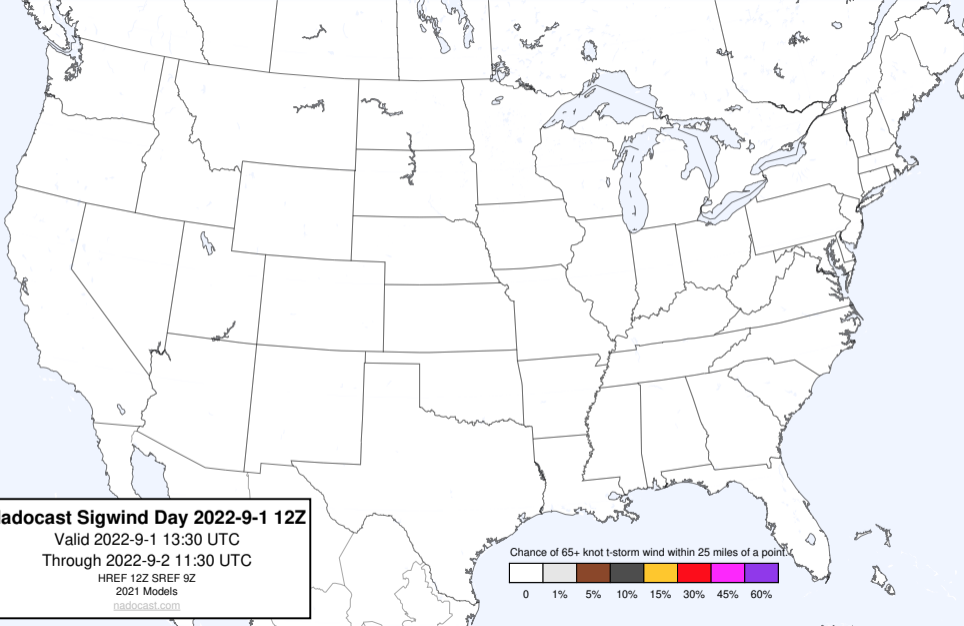 adocast Sigwind Day 2022-9-1 12Z
Valid 2022-9-1 13:30 UTC
Through 2022-9-2 11:30 UTC
HREF 12Z SREF 9Z
2021 Models
nadocast.com
Chance of 65+ knot t-storm wind within 25 miles of a point.
0 1% 5% 10% 15% 30% 45% 60%